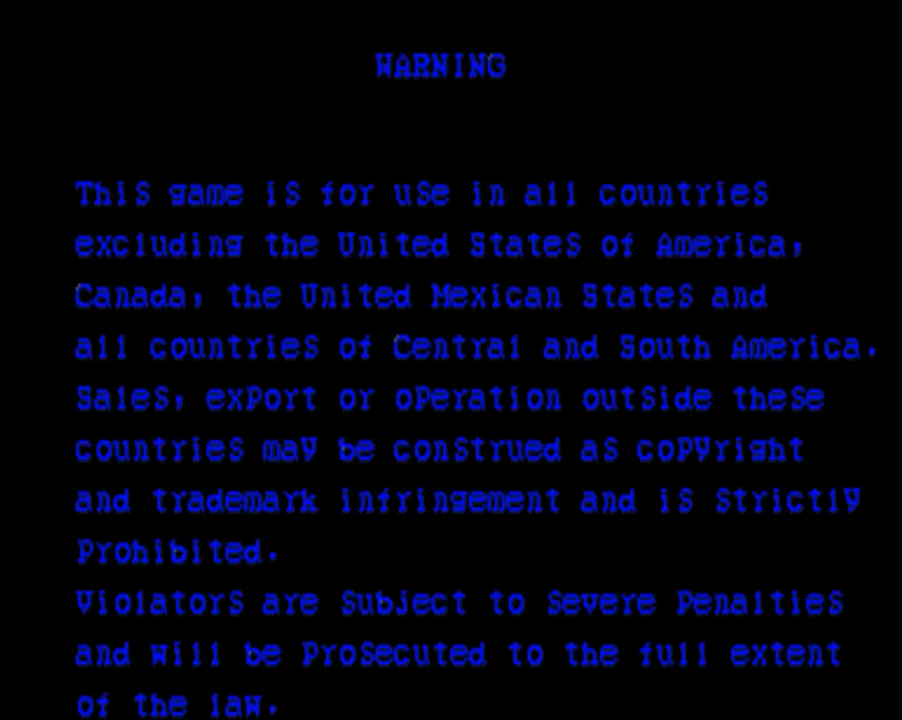 WARNING
This game is for use in all countries
excluding the United States of America,
Canada, the United Mexican States and
all countries of Central and South America.
Sales, export or operation outside these
countries may be construed as copyright
and trademark infringement and is strictly
prohibited.
Violators are subject to severe penalties
and will be prosecuted to the full extent
of the law.